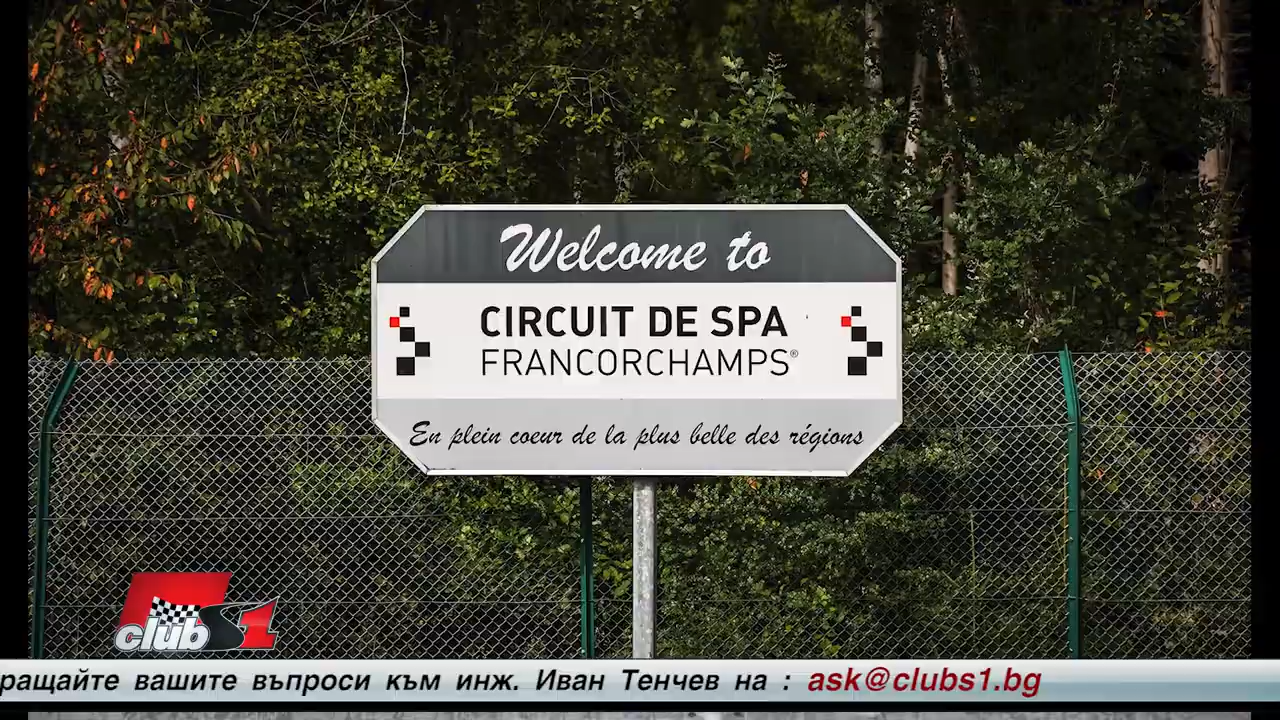 Welcome to
CIRCUIT DE SPA
FRANCORCHAMPS®
En plein coeur de la plus belle des régions
club S1
ращайте вашите въпроси към инж. Иван Тенчев на : ask@clubs1.bg